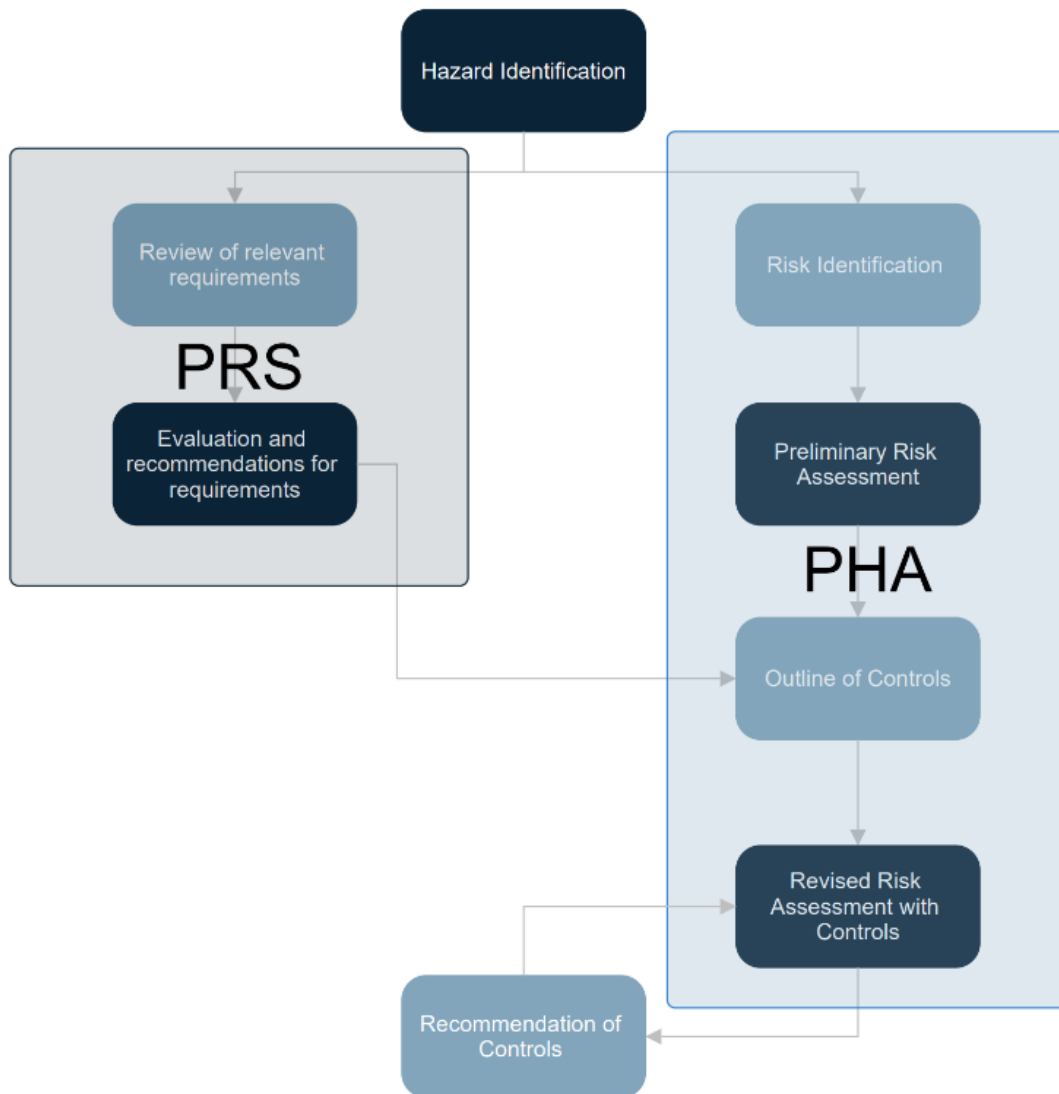 Hazard Identification
Review of relevant
requirements
Risk Identification
PRS
Evaluation and
recommendations for
requirements
Preliminary Risk
Assessment
PHA
Outline of Controls
Revised Risk
Assessment with
Controls
Recommendation of
Controls